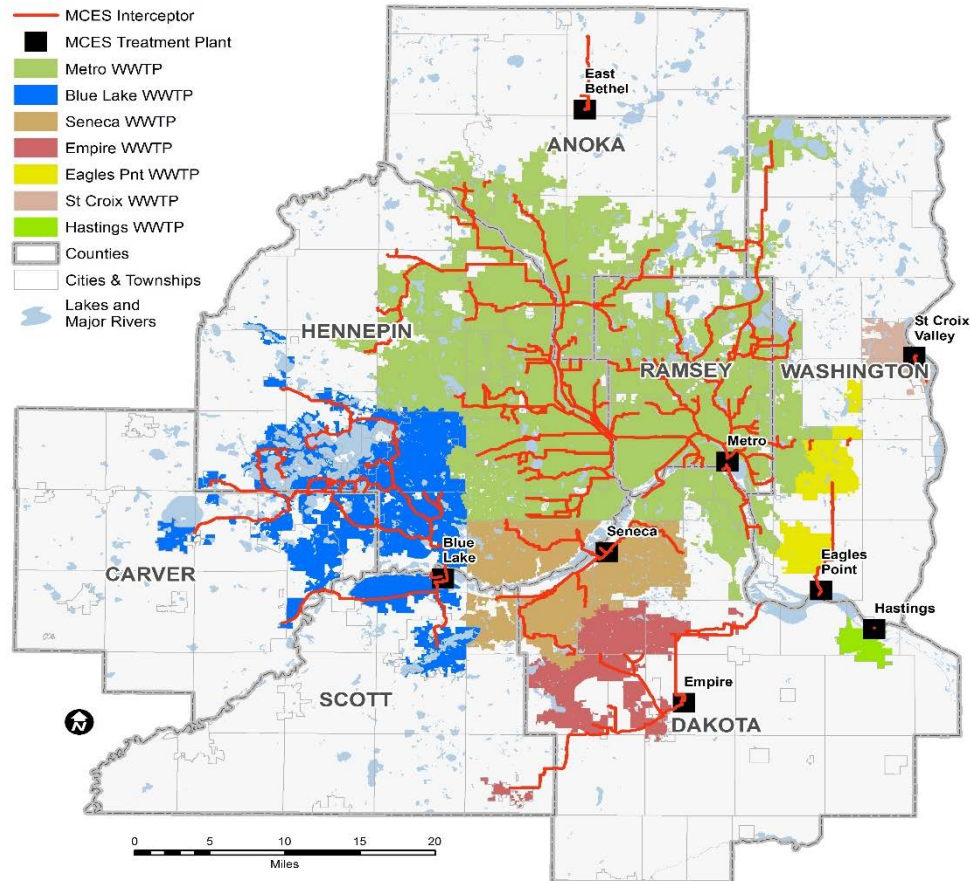 MCES Interceptor
MCES Treatment Plant
Metro WWTP
Blue Lake WWTP
Seneca WWTP
Empire WWTP
Eagles Pnt WWTP
St Croix WWTP
Hastings WWTP
Counties
Cities & Townships
Lakes and
Major Rivers
East
Bethel
ANOKA
HENNEPIN
St Croix
Valley
RAMSEY
WASHINGTON
Metro
Seneca
Blue
Lake
Eagles
Point
CARVER
Hastings
Empire
SCOTT
DAKOTA
N
0 5 10 15 20
Miles